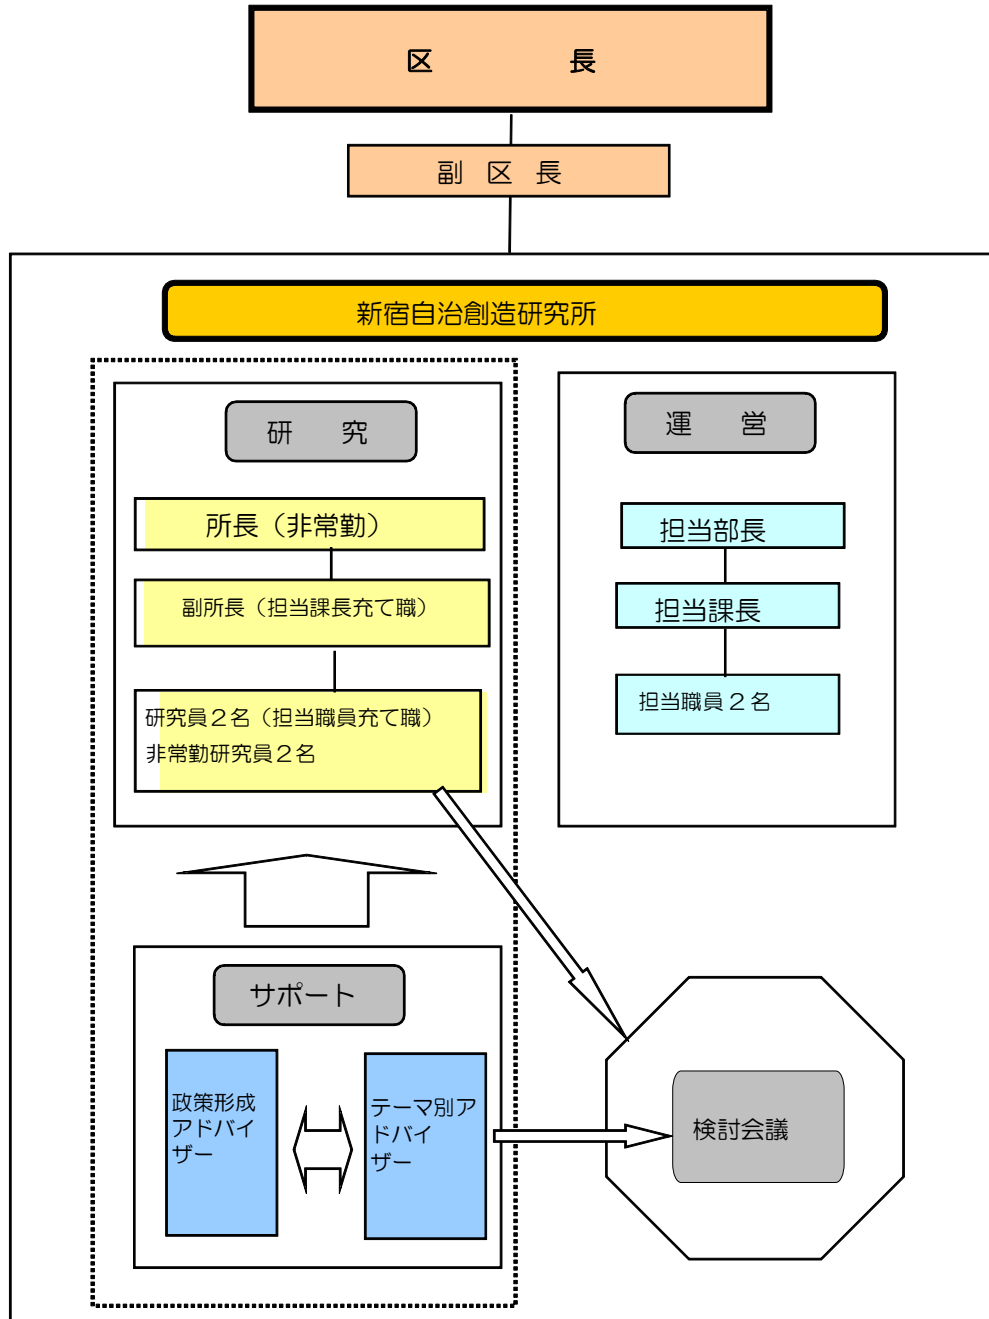 区　長
副 区 長
新宿自治創造研究所
研　究
所長（非常勤）
副所長（担当課長充て職）
研究員２名（担当職員充て職）
非常勤研究員２名
運　営
担当部長
担当課長
担当職員２名
サポート
政策形成
アドバイ
ザー
テーマ別ア
ドバイ
ザー
検討会議